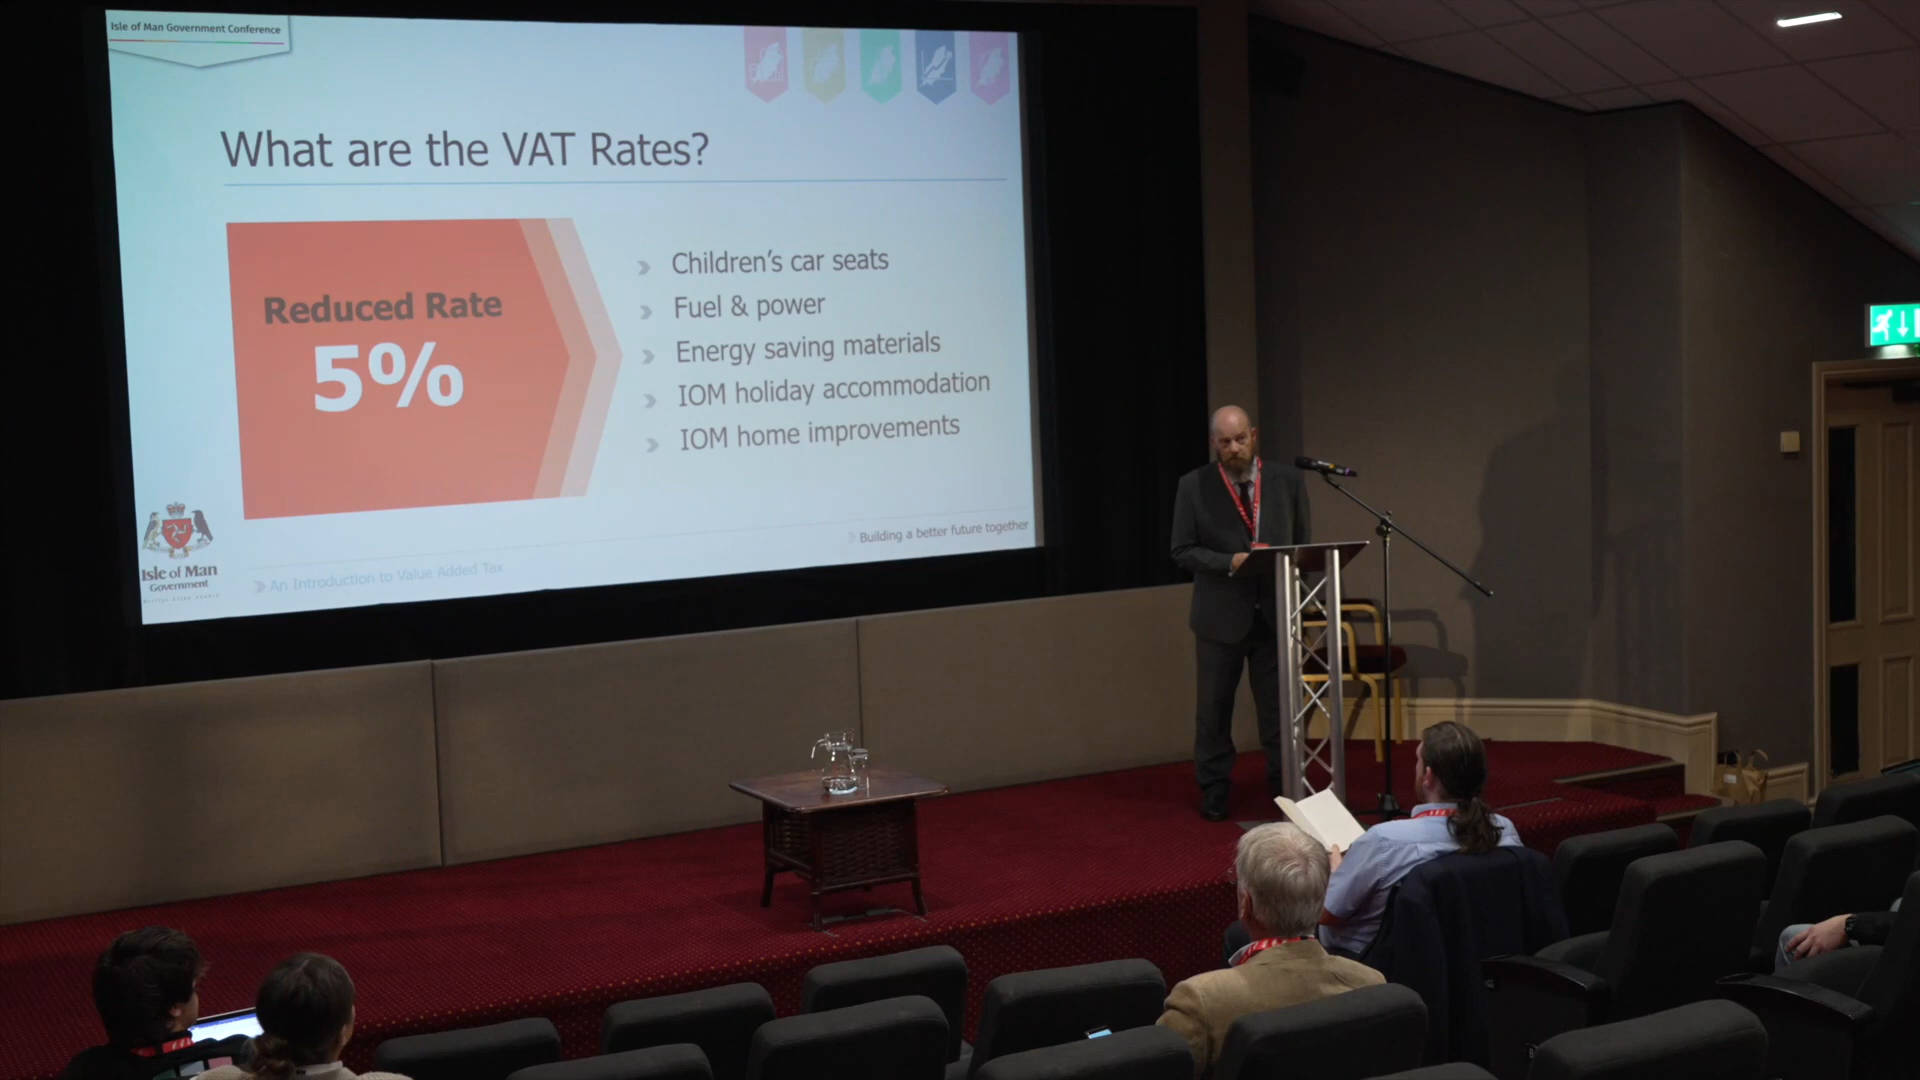 Isle of Man Government Conference
What are the VAT Rates?
Reduced Rate
5%
Children's car seats
Fuel & power
Energy saving materials
IOM holiday accommodation
IOM home improvements
Building a better future together
An Introduction to Value Added Tax
Isle of Man
Government